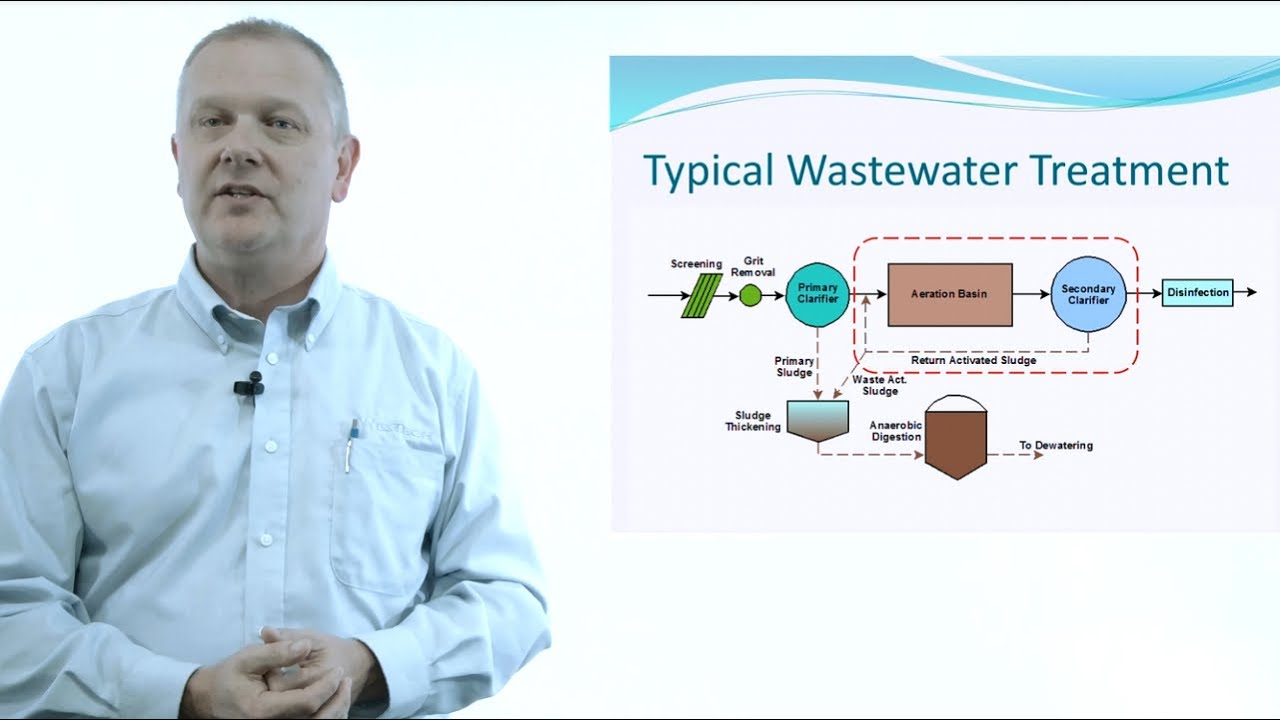 Typical Wastewater Treatment
Screening
Grit
Removal
Primary
Clarifier
Aeration Basin
Secondary
Clarifier
Disinfection
Primary
Sludge
Return Activated Sludge
Waste Act.
Sludge
Sludge
Thickening
Anaerobic
Digestion
To Dewatering